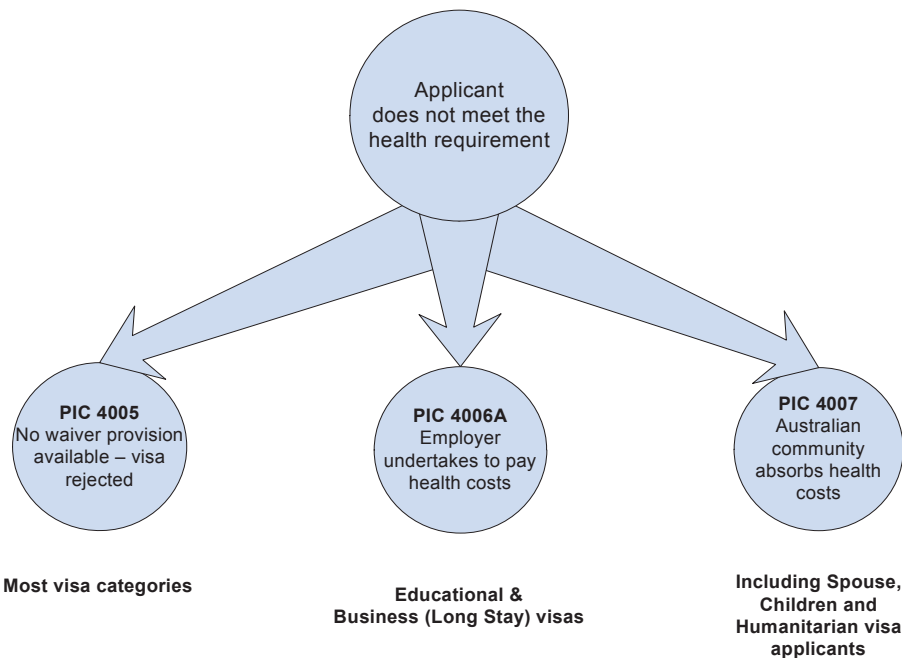 Applicant
does not meet the
health requirement
PIC 4005
No waiver provision
available – visa
rejected
PIC 4006A
Employer
undertakes to pay
health costs
PIC 4007
Australian
community
absorbs health
costs
Most visa categories
Educational &
Business (Long Stay) visas
Including Spouse,
Children and
Humanitarian visa
applicants